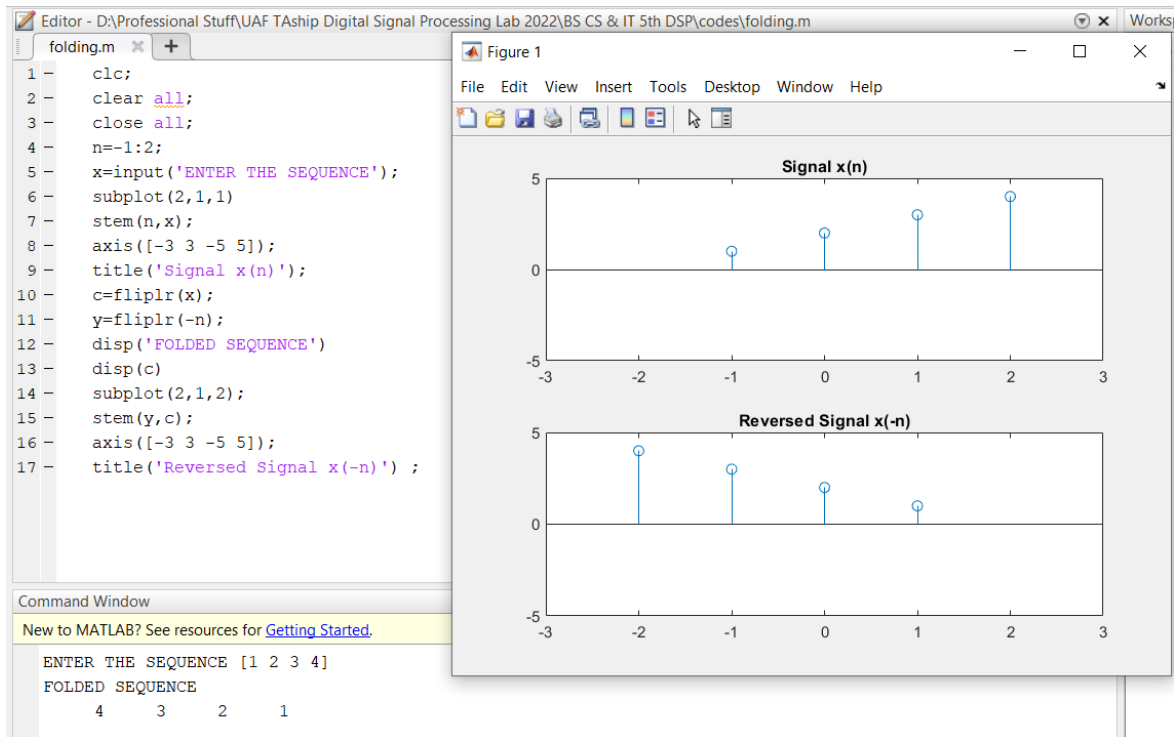 Editor - D:\Professional Stuff\UAF TAship Digital Signal Processing Lab 2022\BS CS & IT 5th DSP\codes\folding.m
Works
folding.m
1 - clc;
2 - clear all;
3 - close all;
4 - n=-1:2;
5 - x=input('ENTER THE SEQUENCE');
6 - subplot(2,1,1)
7 - stem(n,x);
8 - axis([-3 3 -5 5]);
9 - title('Signal x(n)');
10 - c=fliplr(x);
11 - y=fliplr(-n);
12 - disp('FOLDED SEQUENCE')
13 - disp(c)
14 - subplot(2,1,2);
15 - stem(y,c);
16 - axis([-3 3 -5 5]);
17 - title('Reversed Signal x(-n)') ;
Figure 1
File Edit View Insert Tools Desktop Window Help
Signal x(n)
5
0
-5
-3 -2 -1 0 1 2 3
Reversed Signal x(-n)
5
0
-5
-3 -2 -1 0 1 2 3
Command Window
New to MATLAB? See resources for Getting Started.
ENTER THE SEQUENCE [1 2 3 4]
FOLDED SEQUENCE
4 3 2 1